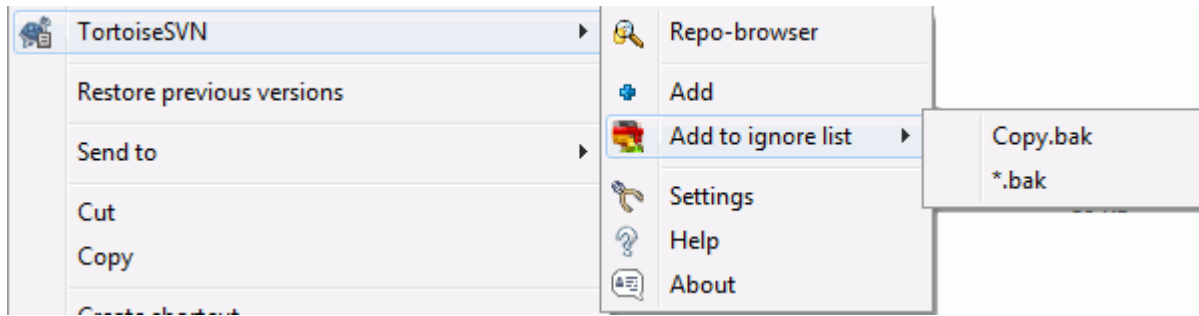 TortoiseSVN
Restore previous versions
Send to
Cut
Copy
Repo-browser
Add
Add to ignore list
Settings
Help
About
Copy.bak
*.bak